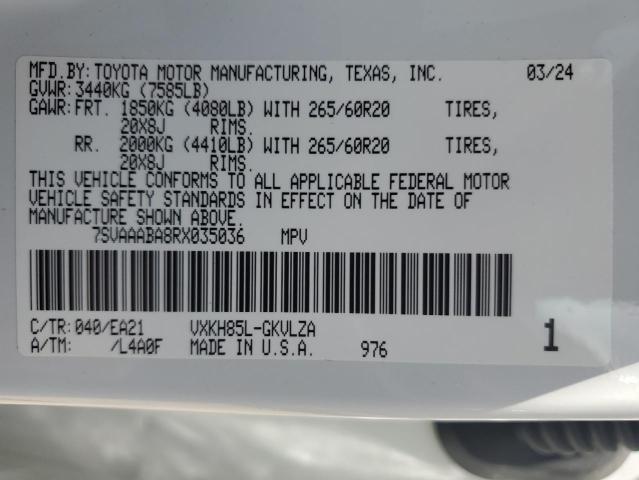 MFD.BY: TOYOTA MOTOR MANUFACTURING, TEXAS, INC. 03/24
GVWR: 3440KG (7585LB)
GAWR: FRT. 1850KG (4080LB) WITH 265/60R20 TIRES,
20X8J RIMS.
RR. 2000KG (4410LB) WITH 265/60R20 TIRES,
20X8J RIMS.
THIS VEHICLE CONFORMS TO ALL APPLICABLE FEDERAL MOTOR
VEHICLE SAFETY STANDARDS IN EFFECT ON THE DATE OF
MANUFACTURE SHOWN ABOVE.
7SVAAABA8RX035036 MPV
C/TR: 040/EA21 VXKH85L-GKVLZA
A/TM: /L4A0F MADE IN U.S.A. 976 1